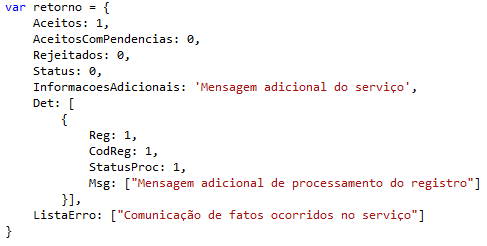 var retorno = {
    Aceitos: 1,
    AceitosComPendencias: 0,
    Rejeitados: 0,
    Status: 0,
    InformacoesAdicionais: 'Mensagem adicional do serviço',
    Det: [
        {
            Reg: 1,
            CodReg: 1,
            StatusProc: 1,
            Msg: ["Mensagem adicional de processamento do registro"]
        }],
    ListaErro: ["Comunicação de fatos ocorridos no serviço"]
}